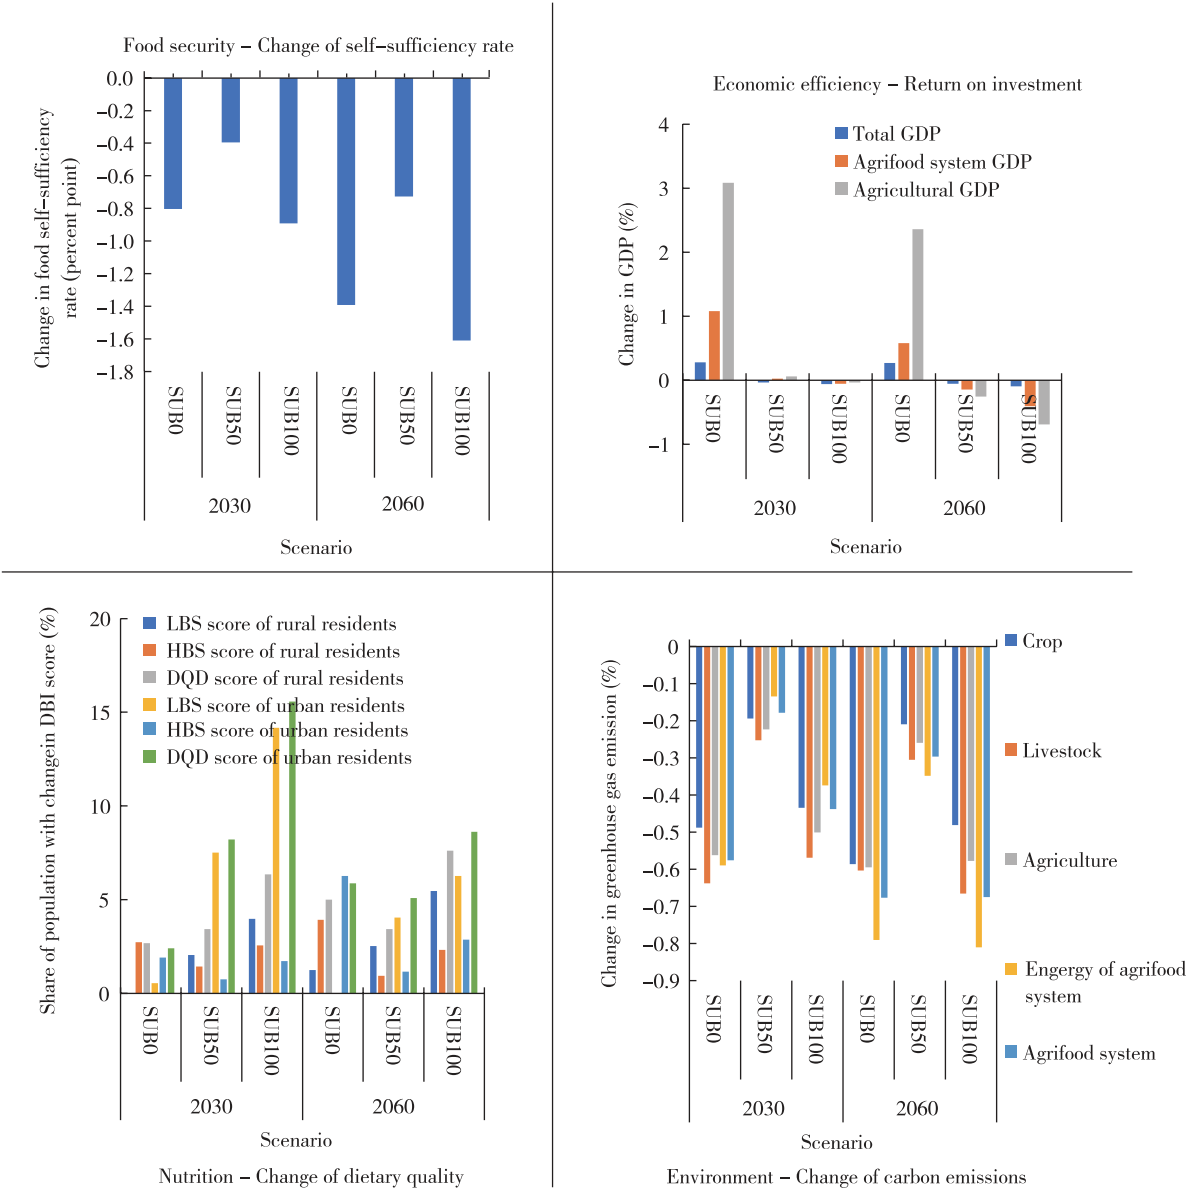 Food security – Change of self–sufficiency rate
Change in food self–sufficiency
rate (percent point)
0.0
–0.2
–0.4
–0.6
–0.8
–1.0
–1.2
–1.4
–1.6
–1.8
SUB0
SUB50
SUB100
SUB0
SUB50
SUB100
2030
2060
Scenario
Economic efficiency – Return on investment
Change in GDP (%)
4
3
2
1
0
–1
Total GDP
Agrifood system GDP
Agricultural GDP
SUB0
SUB50
SUB100
SUB0
SUB50
SUB100
2030
2060
Scenario
Share of population with changein DBI score (%)
20
15
10
5
0
LBS score of rural residents
HBS score of rural residents
DQD score of rural residents
LBS score of urban residents
HBS score of urban residents
DQD score of urban residents
SUB0
SUB50
SUB100
SUB0
SUB50
SUB100
2030
2060
Scenario
Nutrition – Change of dietary quality
Change in greenhouse gas emission (%)
0
–0.1
–0.2
–0.3
–0.4
–0.5
–0.6
–0.7
–0.8
–0.9
Crop
Livestock
Agriculture
Engergy of agrifood
system
Agrifood system
SUB0
SUB50
SUB100
SUB0
SUB50
SUB100
2030
2060
Scenario
Environment – Change of carbon emissions